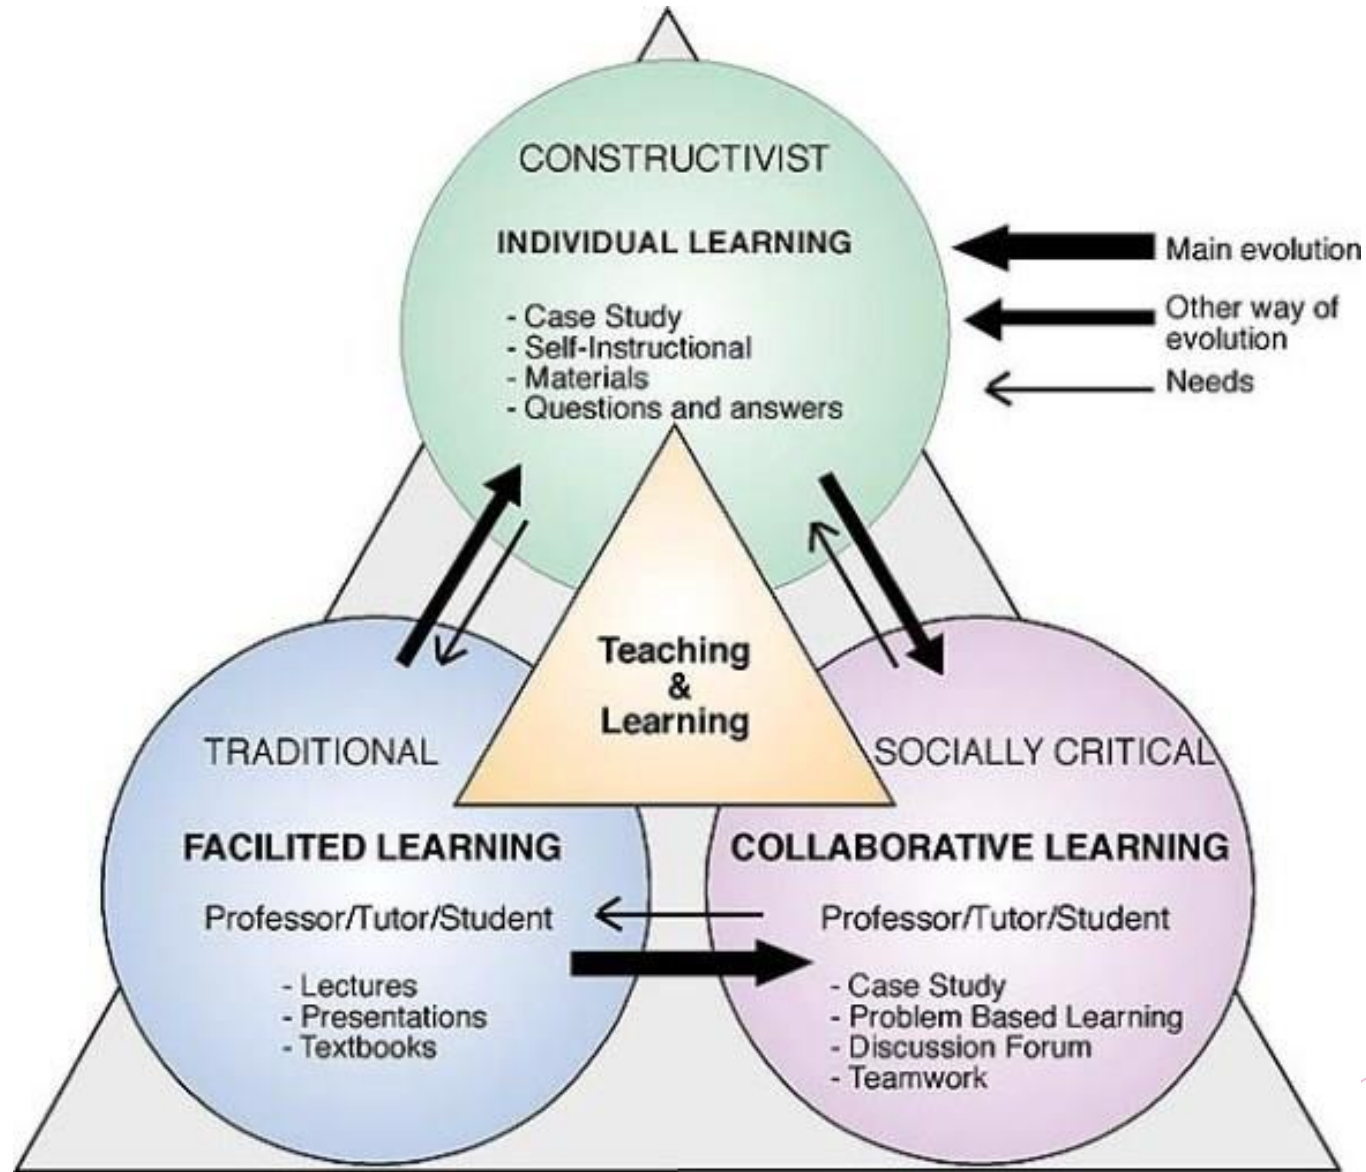 CONSTRUCTIVIST
INDIVIDUAL LEARNING
- Case Study
- Self-Instructional
- Materials
- Questions and answers
Main evolution
Other way of
evolution
Needs
Teaching
&
Learning
TRADITIONAL
FACILITED LEARNING
Professor/Tutor/Student
- Lectures
- Presentations
- Textbooks
SOCIALLY CRITICAL
COLLABORATIVE LEARNING
Professor/Tutor/Student
- Case Study
- Problem Based Learning
- Discussion Forum
- Teamwork